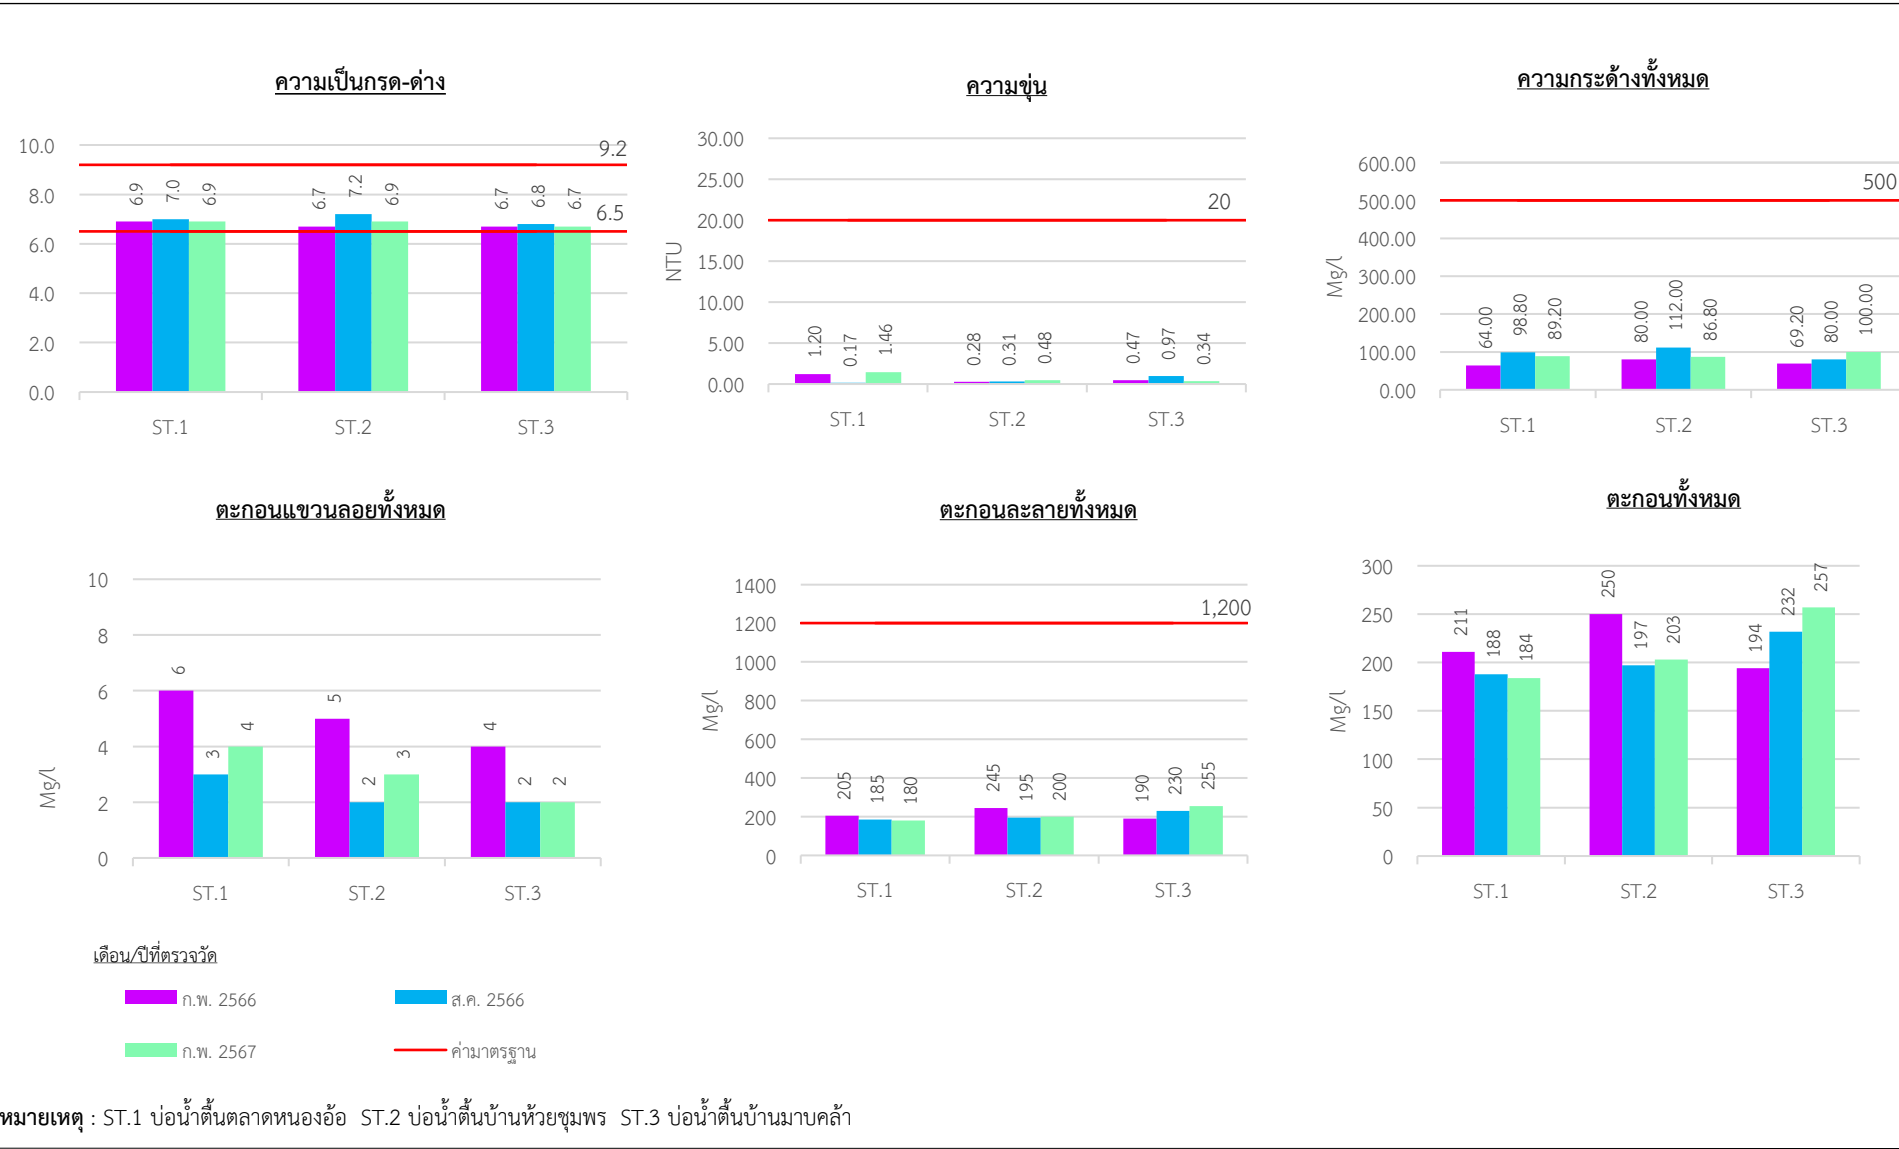 ความเป็นกรด-ด่าง
10.0
8.0
6.0
4.0
2.0
0.0
9.2
6.5
6.9 7.0 6.9
6.7 7.2 6.9
6.7 6.8 6.7
ST.1 ST.2 ST.3
ความขุ่น
NTU
30.00
25.00
20.00
15.00
10.00
5.00
0.00
20
1.20 0.17 1.46
0.28 0.31 0.48
0.47 0.97 0.34
ST.1 ST.2 ST.3
ความกระด้างทั้งหมด
Mg/l
600.00
500.00
400.00
300.00
200.00
100.00
0.00
500
64.00 98.80 89.20
80.00 112.00 86.80
69.20 80.00 100.00
ST.1 ST.2 ST.3
ตะกอนแขวนลอยทั้งหมด
Mg/l
10
8
6
4
2
0
6 3 4
5 2 3
4 2 2
ST.1 ST.2 ST.3
ตะกอนละลายทั้งหมด
Mg/l
1400
1200
1000
800
600
400
200
0
1,200
205 185 180
245 195 200
190 230 255
ST.1 ST.2 ST.3
ตะกอนทั้งหมด
Mg/l
300
250
200
150
100
50
0
211 188 184
250 197 203
194 232 257
ST.1 ST.2 ST.3
เดือน/ปีที่ตรวจวัด
ก.พ. 2566 ส.ค. 2566
ก.พ. 2567 ค่ามาตรฐาน
หมายเหตุ : ST.1 บ่อน้ำตื้นตลาดหนองอ้อ ST.2 บ่อน้ำตื้นบ้านห้วยชุมพร ST.3 บ่อน้ำตื้นบ้านมาบคล้า